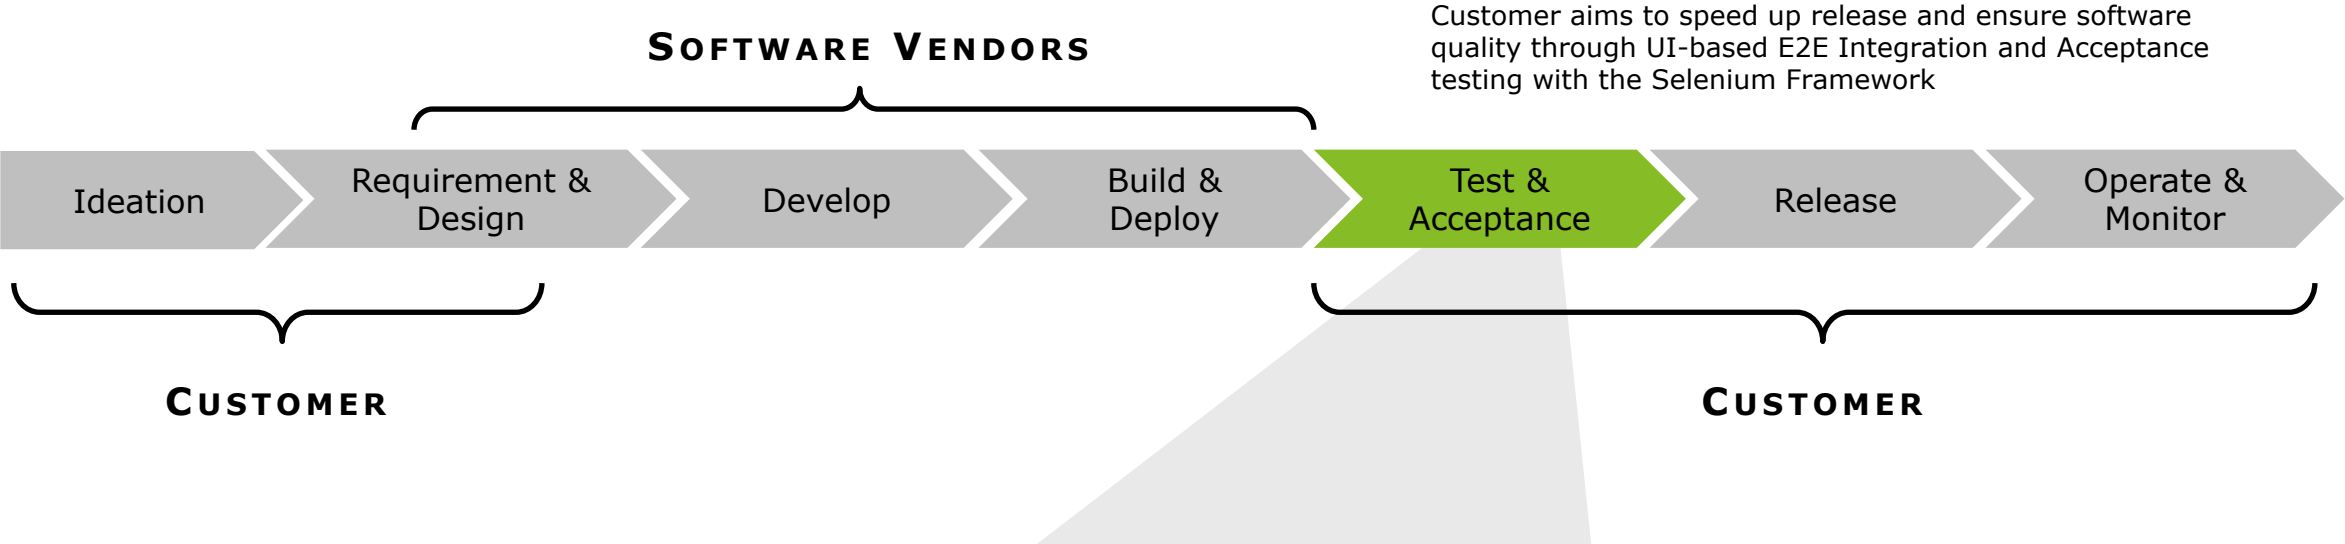 Customer aims to speed up release and ensure software
quality through UI-based E2E Integration and Acceptance
testing with the Selenium Framework
SOFTWARE VENDORS
Ideation
Requirement &
Design
Develop
Build &
Deploy
Test &
Acceptance
Release
Operate &
Monitor
CUSTOMER
CUSTOMER